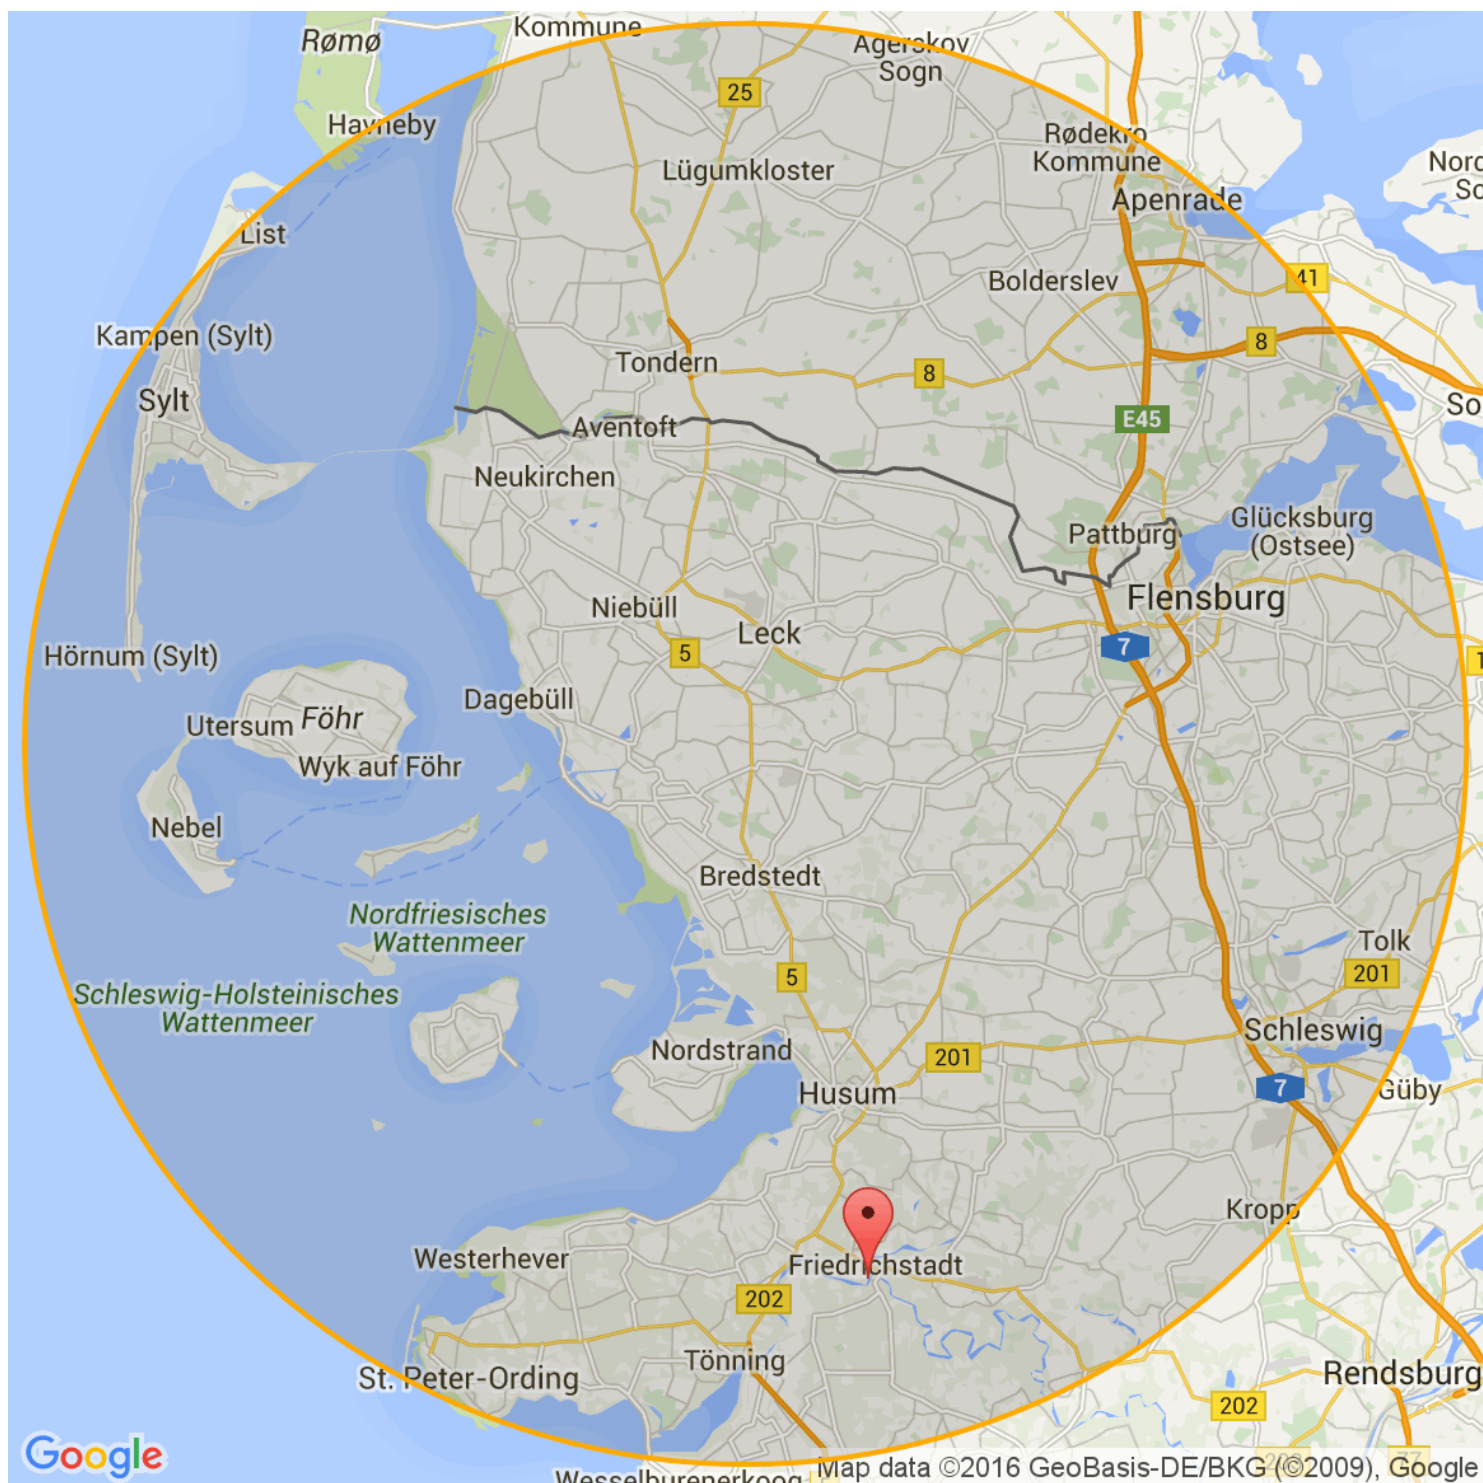 Kommune
Rømø
Agerskov
Sogn
25
Havneby
Rødekro
Kommune
Lügumkloster
Apenrade
List
Bolderslev
41
Kampen (Sylt)
8
Tondern
8
Sylt
E45
Aventoft
Neukirchen
Glücksburg
(Ostsee)
Pattburg
Flensburg
Niebüll
Leck
7
5
Hörnum (Sylt)
Dagebüll
Utersum
Föhr
Wyk auf Föhr
Nebel
Bredstedt
Nordfriesisches
Wattenmeer
Tolk
201
5
Schleswig-Holsteinisches
Wattenmeer
Schleswig
Nordstrand
201
Husum
7
Güby
Kropp
Westerhever
Friedrichstadt
202
Tönning
St. Peter-Ording
Rendsburg
202
Google
Map data ©2016 GeoBasis-DE/BKG (©2009), Google
Wesselburenerkoog